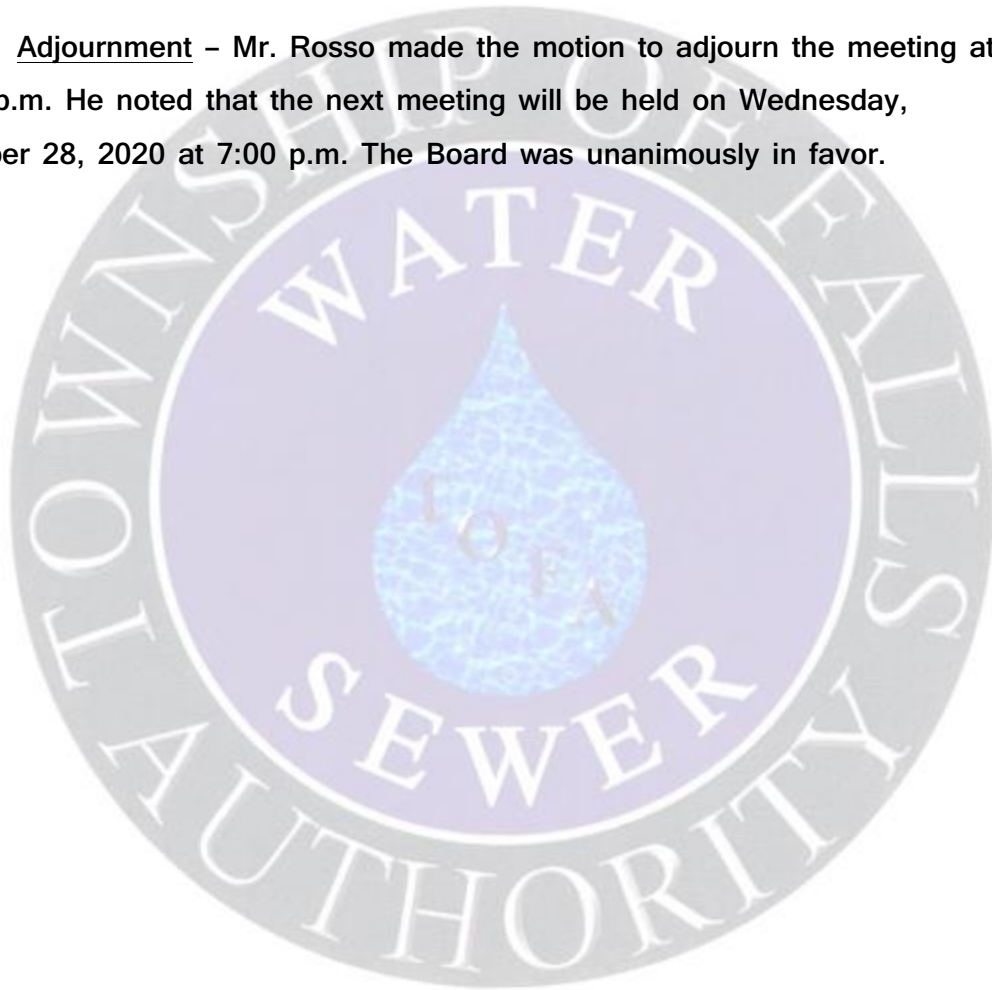 Adjournment – Mr. Rosso made the motion to adjourn the meeting at
p.m. He noted that the next meeting will be held on Wednesday,
28, 2020 at 7:00 p.m. The Board was unanimously in favor.
TOWNSHIP OF FALLS
WATER
TOFA
SEWER
AUTHORITY